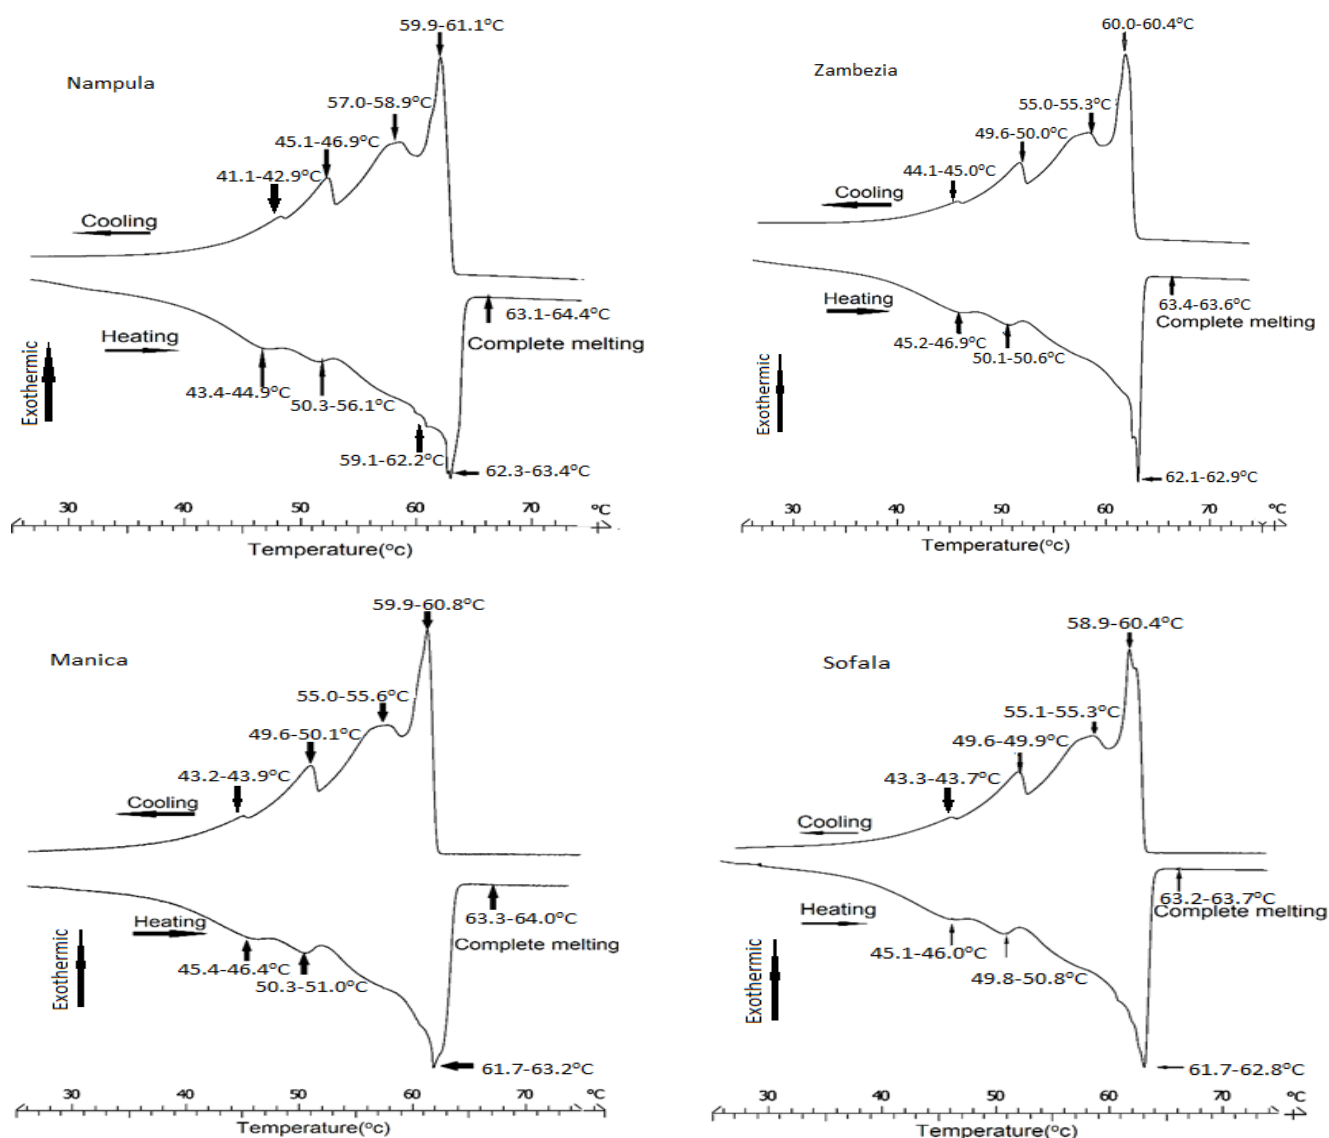 59.9-61.1°C
Nampula
57.0-58.9°C
45.1-46.9°C
41.1-42.9°C
Cooling
63.1-64.4°C
Complete melting
Heating
Exothermic
43.4-44.9°C
50.3-56.1°C
59.1-62.2°C
62.3-63.4°C
30 40 50 60 70 °C
Temperature(°c)
60.0-60.4°C
Zambezia
55.0-55.3°C
49.6-50.0°C
44.1-45.0°C
Cooling
Heating
63.4-63.6°C
Complete melting
45.2-46.9°C
50.1-50.6°C
Exothermic
62.1-62.9°C
30 40 50 60 70 °C
Temperature(°c)
59.9-60.8°C
Manica
55.0-55.6°C
49.6-50.1°C
43.2-43.9°C
Cooling
Heating
63.3-64.0°C
Complete melting
45.4-46.4°C
50.3-51.0°C
Exothermic
61.7-63.2°C
30 40 50 60 70 °C
Temperature(°c)
58.9-60.4°C
Sofala
55.1-55.3°C
49.6-49.9°C
43.3-43.7°C
Cooling
Heating
63.2-63.7°C
Complete melting
45.1-46.0°C
49.8-50.8°C
Exothermic
61.7-62.8°C
30 40 50 60 70 °C
Temperature(°c)